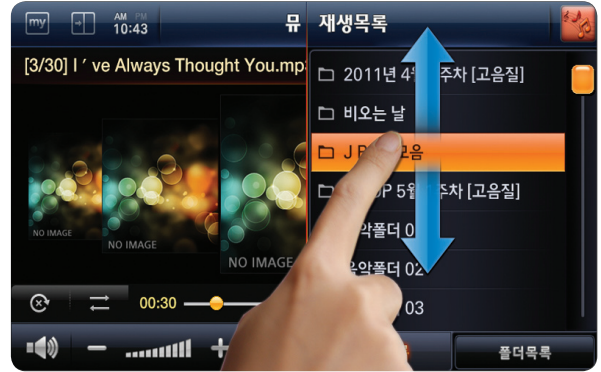 my
AM PM
10:43
뮤
재생목록
[3/30] I ′ ve Always Thought You.mp3
2011년 4 주차 [고음질]
비오는 날
J P 모음
OP 5월 주차 [고음질]
악폴더 0
음악폴더 02
03
NO IMAGE
NO IMAGE
NO IMAGE
00:30
폴더목록